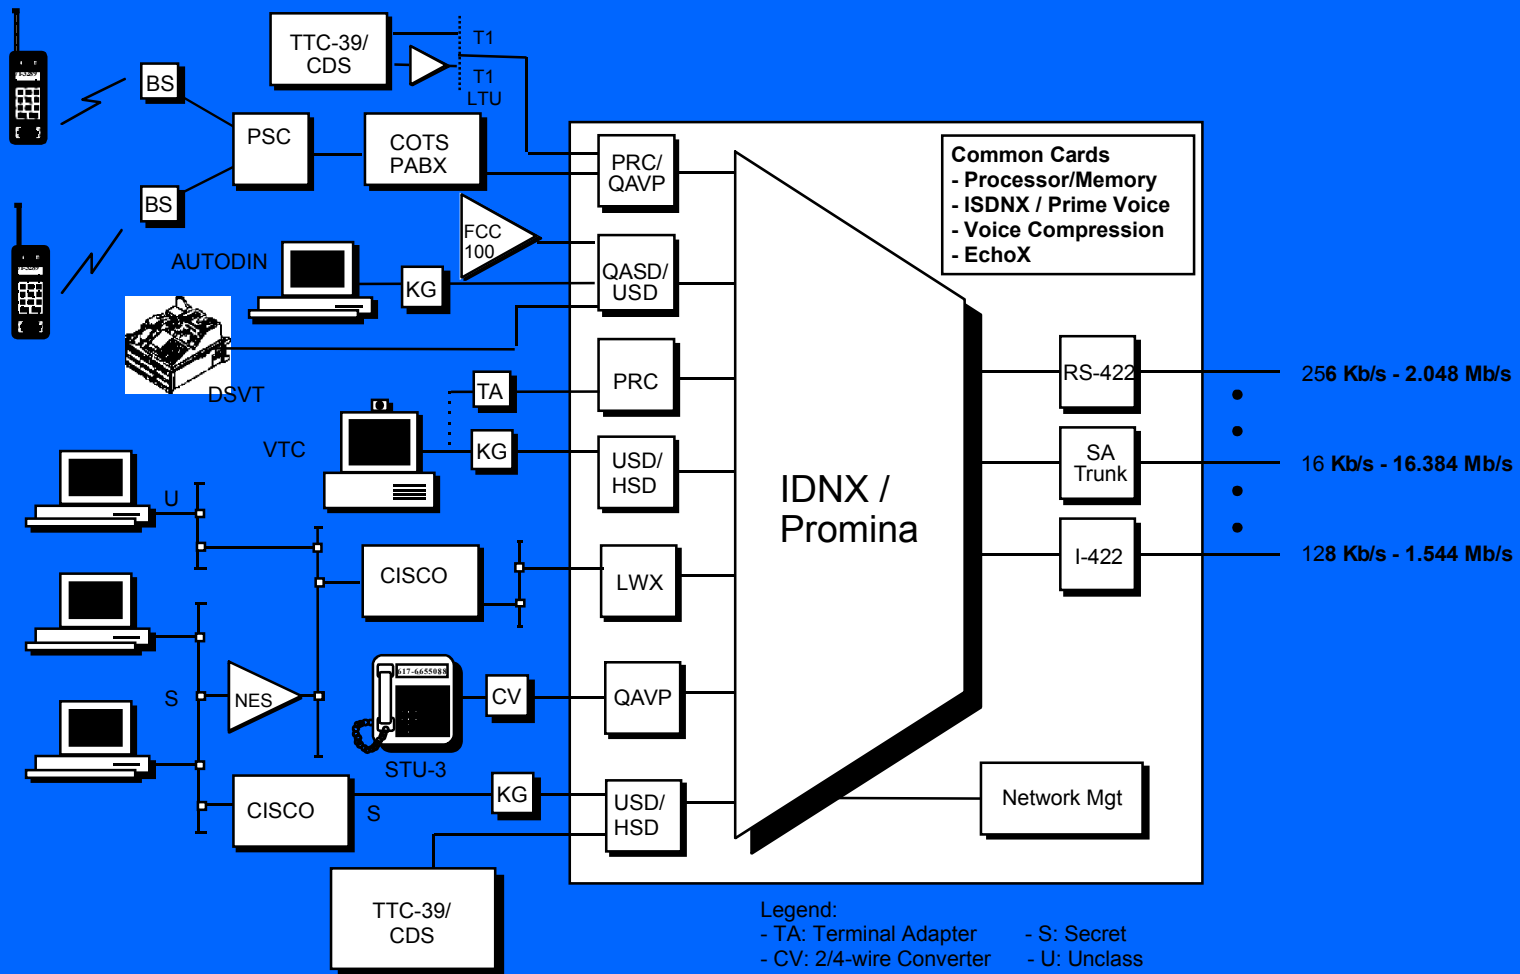 TTC-39/
CDS
T1
T1
LTU
BS
PSC
COTS
PABX
BS
PRC/
QAVP
Common Cards
- Processor/Memory
- ISDNX / Prime Voice
- Voice Compression
- EchoX
FCC
100
AUTODIN
KG
QASD/
USD
DSVT
TA
PRC
RS-422
256 Kb/s - 2.048 Mb/s
VTC
KG
USD/
HSD
SA
Trunk
16 Kb/s - 16.384 Mb/s
IDNX /
Promina
U
CISCO
LWX
I-422
128 Kb/s - 1.544 Mb/s
S
NES
617-6655088
STU-3
CV
QAVP
CISCO
S
KG
USD/
HSD
Network Mgt
TTC-39/
CDS
Legend:
- TA: Terminal Adapter - S: Secret
- CV: 2/4-wire Converter - U: Unclass